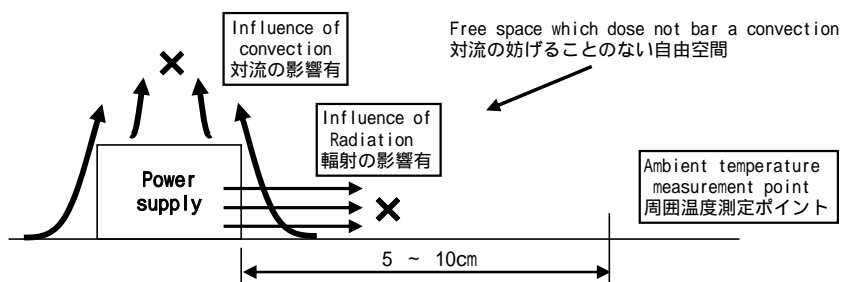 Influence of
convection
対流の影響有
Free space which dose not bar a convection
対流の妨げることのない自由空間
Influence of
Radiation
輻射の影響有
Power
supply
Ambient temperature
measurement point
周囲温度測定ポイント
5 ~ 10cm